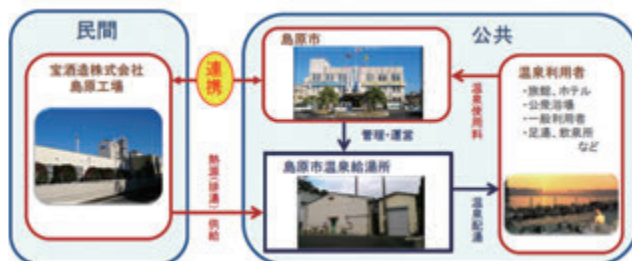 民間
公共
宝酒造株式会社
島原工場
連携
島原市
温泉利用者
・旅館、ホテル
・公衆浴場
・一般利用者
・足湯、飲泉所
など
温泉使用料
管理・運営
島原市温泉給湯所
熱源(排湯)
供給
温泉配湯